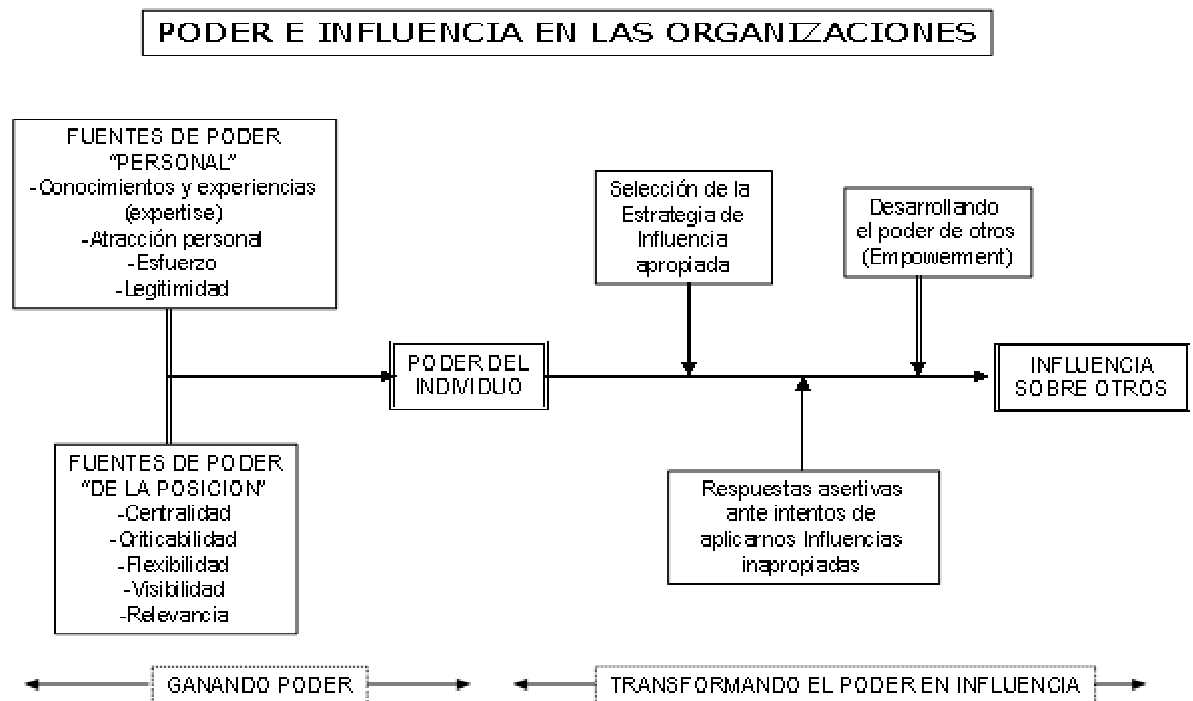 PODER E INFLUENCIA EN LAS ORGANIZACIONES
FUENTES DE PODER
"PERSONAL"
-Conocimientos y experiencias
(expertise)
-Atracción personal
-Esfuerzo
-Legitimidad
Selección de la
Estrategia de
Influencia
apropiada
Desarrollando
el poder de otros
(Empowerment)
PODER DEL
INDIVIDUO
INFLUENCIA
SOBRE OTROS
FUENTES DE PODER
"DE LA POSICION"
-Centralidad
-Criticabilidad
-Flexibilidad
-Visibilidad
-Relevancia
Respuestas asertivas
ante intentos de
aplicarnos Influencias
inapropiadas
GANANDO PODER
TRANSFORMANDO EL PODER EN INFLUENCIA